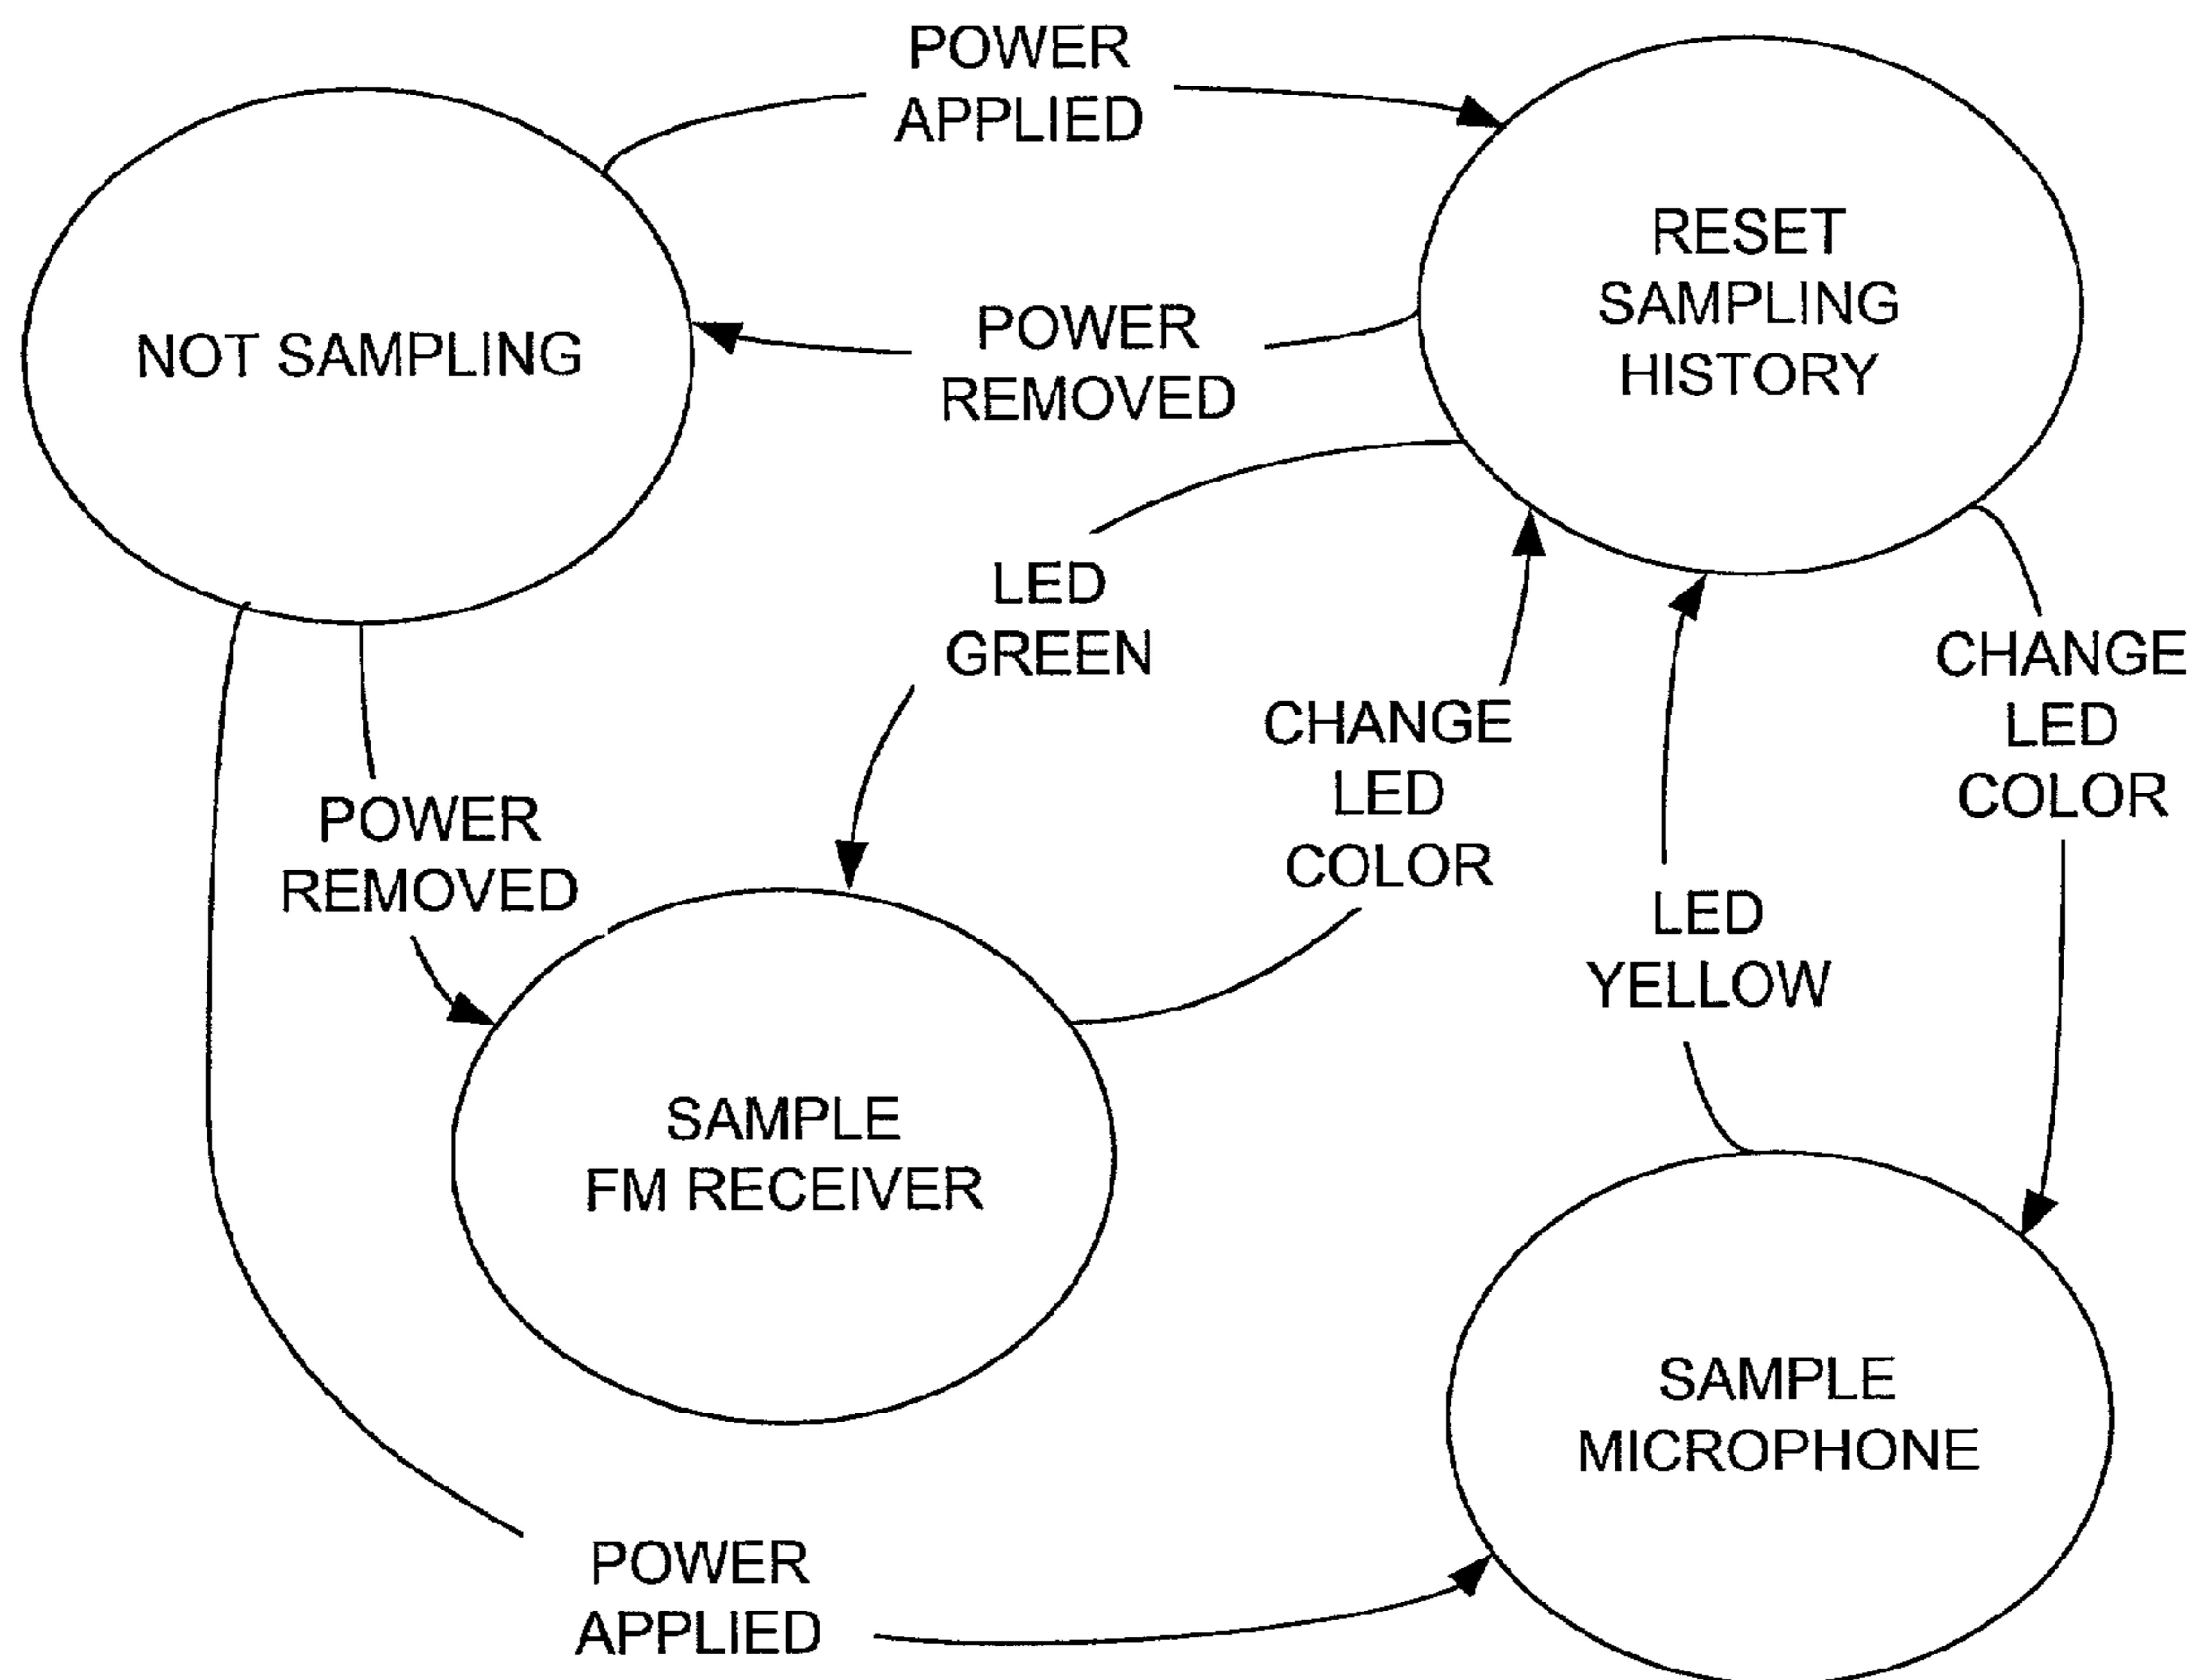 POWER
APPLIED
NOT SAMPLING
RESET
SAMPLING
HISTORY
POWER
REMOVED
LED
GREEN
CHANGE
LED
COLOR
CHANGE
LED
COLOR
POWER
REMOVED
LED
YELLOW
SAMPLE
FM RECEIVER
SAMPLE
MICROPHONE
POWER
APPLIED